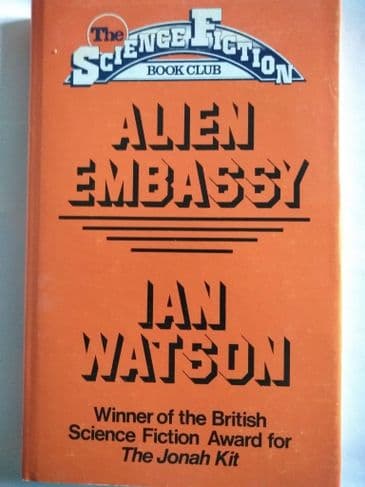 The
SCIENCE FICTION
BOOK CLUB
ALIEN
EMBASSY
IAN
WATSON
Winner of the British
Science Fiction Award for
The Jonah Kit